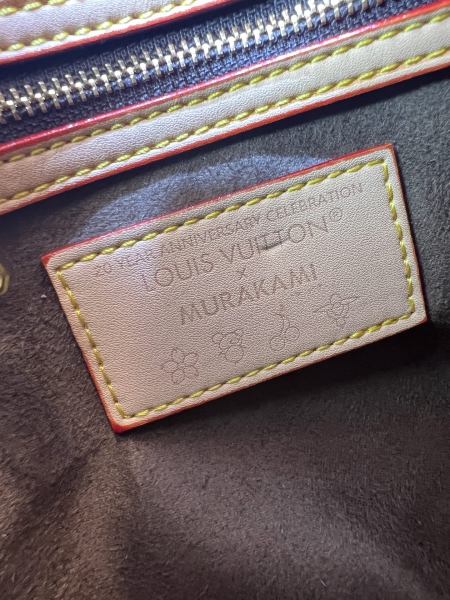 20 YEAR ANNIVERSARY CELEBRATION
LOUIS VUITTON®
×
MURAKAMI